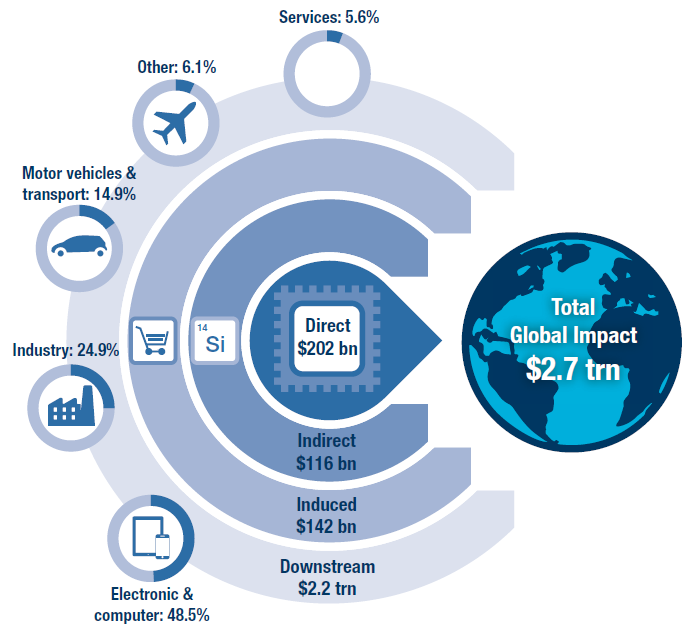 Services: 5.6%
Other: 6.1%
Motor vehicles &
transport: 14.9%
Industry: 24.9%
14
Si
Direct
$202 bn
Total
Global Impact
$2.7 trn
Indirect
$116 bn
Induced
$142 bn
Downstream
$2.2 trn
Electronic &
computer: 48.5%